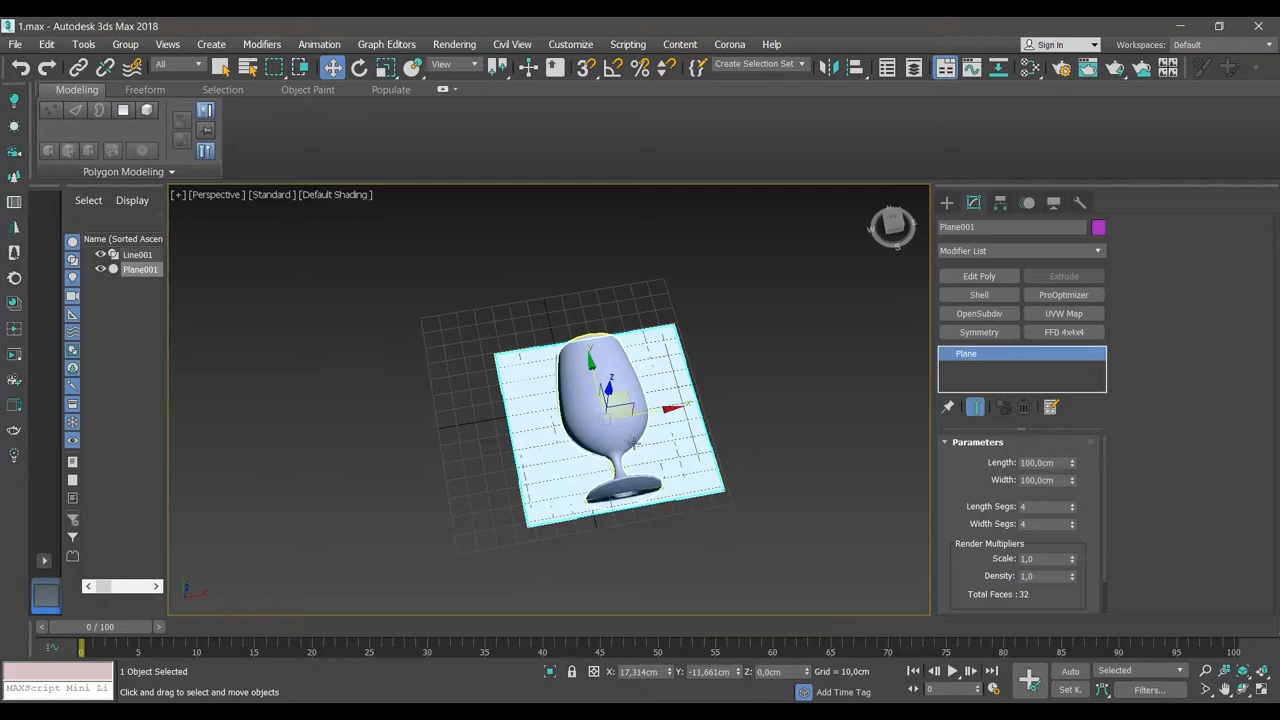 1.max - Autodesk 3ds Max 2018
File Edit Tools Group Views Create Modifiers Animation Graph Editors Rendering Civil View Customize Scripting Content Corona Help Sign In Workspaces: Default
All View Create Selection Set
Modeling Freeform Selection Object Paint Populate
Polygon Modeling
Select Display
[+] [Perspective] [Standard] [Default Shading]
Name (Sorted Ascen
Line001
Plane001
Plane001
Modifier List
Edit Poly Extrude
Shell ProOptimizer
OpenSubdiv UVW Map
Symmetry FFD 4x4x4
Plane
Parameters
Length: 100,0cm
Width: 100,0cm
Length Segs: 4
Width Segs: 4
Render Multipliers
Scale: 1,0
Density: 1,0
Total Faces : 32
0 / 100
0 5 10 15 20 25 30 35 40 45 50 55 60 65 70 75 80 85 90 95 100
1 Object Selected X: 17,314cm Y: -11,661cm Z: 0,0cm Grid = 10,0cm Auto Selected
MAXScript Mini Li Click and drag to select and move objects Add Time Tag 0 Set K. Filters...